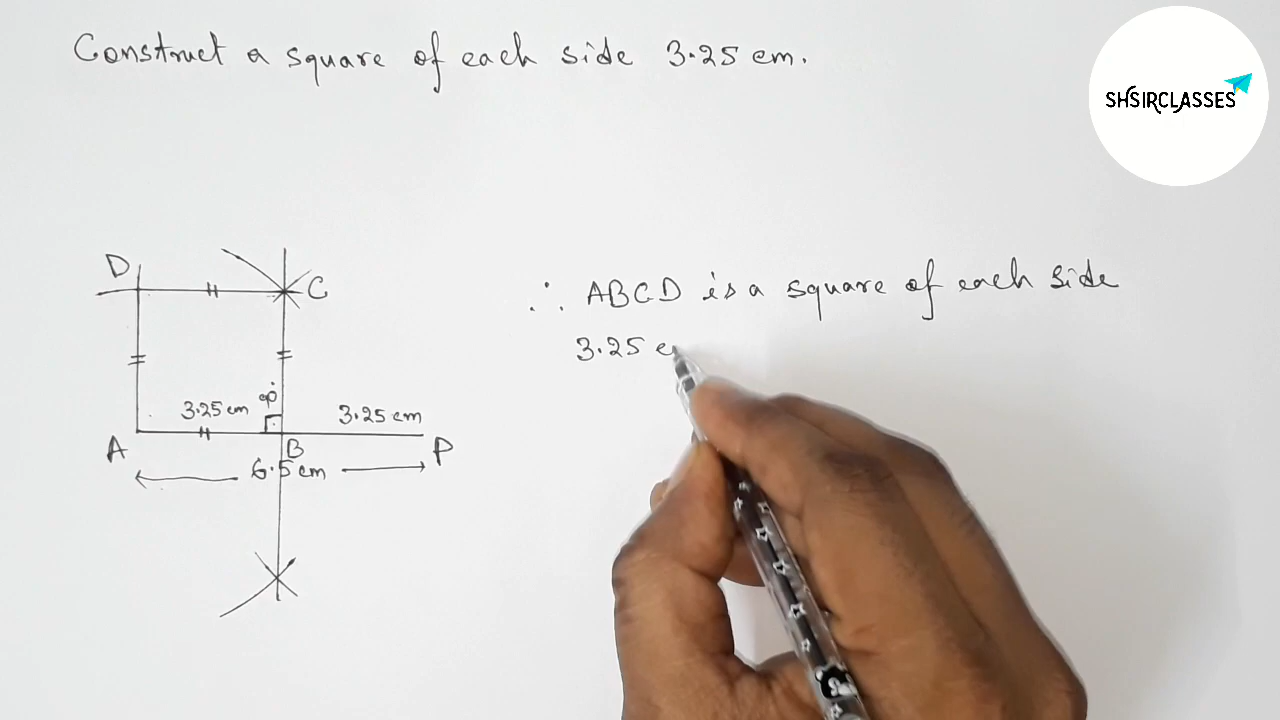 Construct a square of each side 3.25 cm.
SHSIRCLASSES
D
C
∴ ABCD is a square of each side
3.25 c
3.25 cm
90°
3.25 cm
A
B
P
6.5 cm